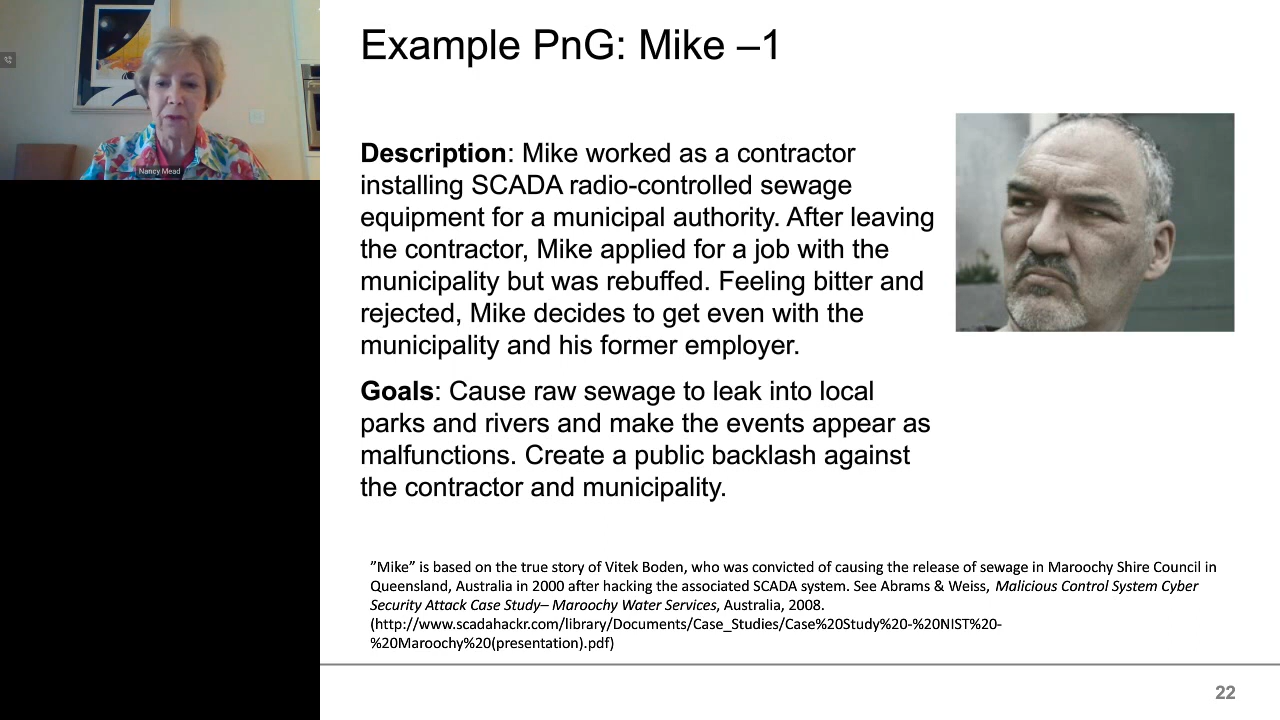 Nancy Mead
Example PnG: Mike –1
Description: Mike worked as a contractor
installing SCADA radio-controlled sewage
equipment for a municipal authority. After leaving
the contractor, Mike applied for a job with the
municipality but was rebuffed. Feeling bitter and
rejected, Mike decides to get even with the
municipality and his former employer.
Goals: Cause raw sewage to leak into local
parks and rivers and make the events appear as
malfunctions. Create a public backlash against
the contractor and municipality.
”Mike” is based on the true story of Vitek Boden, who was convicted of causing the release of sewage in Maroochy Shire Council in
Queensland, Australia in 2000 after hacking the associated SCADA system. See Abrams & Weiss, Malicious Control System Cyber
Security Attack Case Study– Maroochy Water Services, Australia, 2008.
(http://www.scadahackr.com/library/Documents/Case_Studies/Case%20Study%20-%20NIST%20-
%20Maroochy%20(presentation).pdf)
22